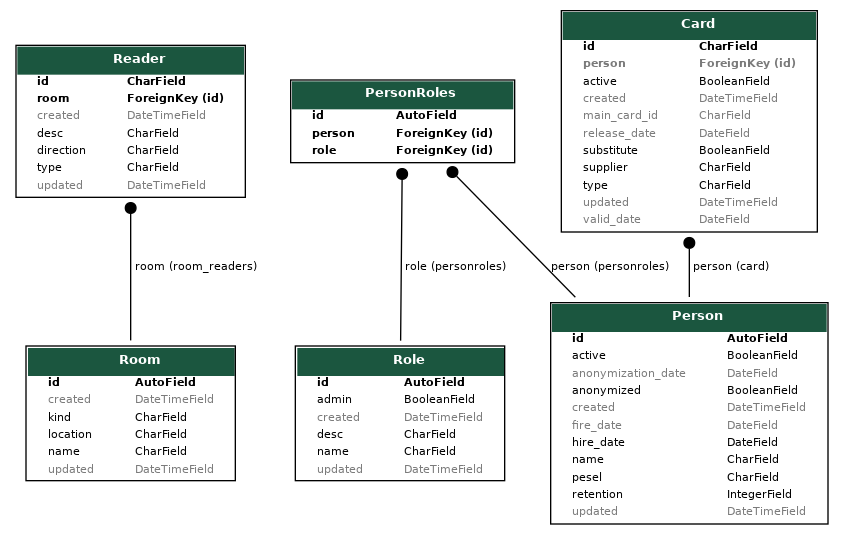 Reader
id CharField
room ForeignKey (id)
created DateTimeField
desc CharField
direction CharField
type CharField
updated DateTimeField
PersonRoles
id AutoField
person ForeignKey (id)
role ForeignKey (id)
Card
id CharField
person ForeignKey (id)
active BooleanField
created DateTimeField
main_card_id CharField
release_date DateField
substitute BooleanField
supplier CharField
type CharField
updated DateTimeField
valid_date DateField
room (room_readers)
role (personroles)
person (personroles)
person (card)
Room
id AutoField
created DateTimeField
kind CharField
location CharField
name CharField
updated DateTimeField
Role
id AutoField
admin BooleanField
created DateTimeField
desc CharField
name CharField
updated DateTimeField
Person
id AutoField
active BooleanField
anonymization_date DateField
anonymized BooleanField
created DateTimeField
fire_date DateField
hire_date DateField
name CharField
pesel CharField
retention IntegerField
updated DateTimeField